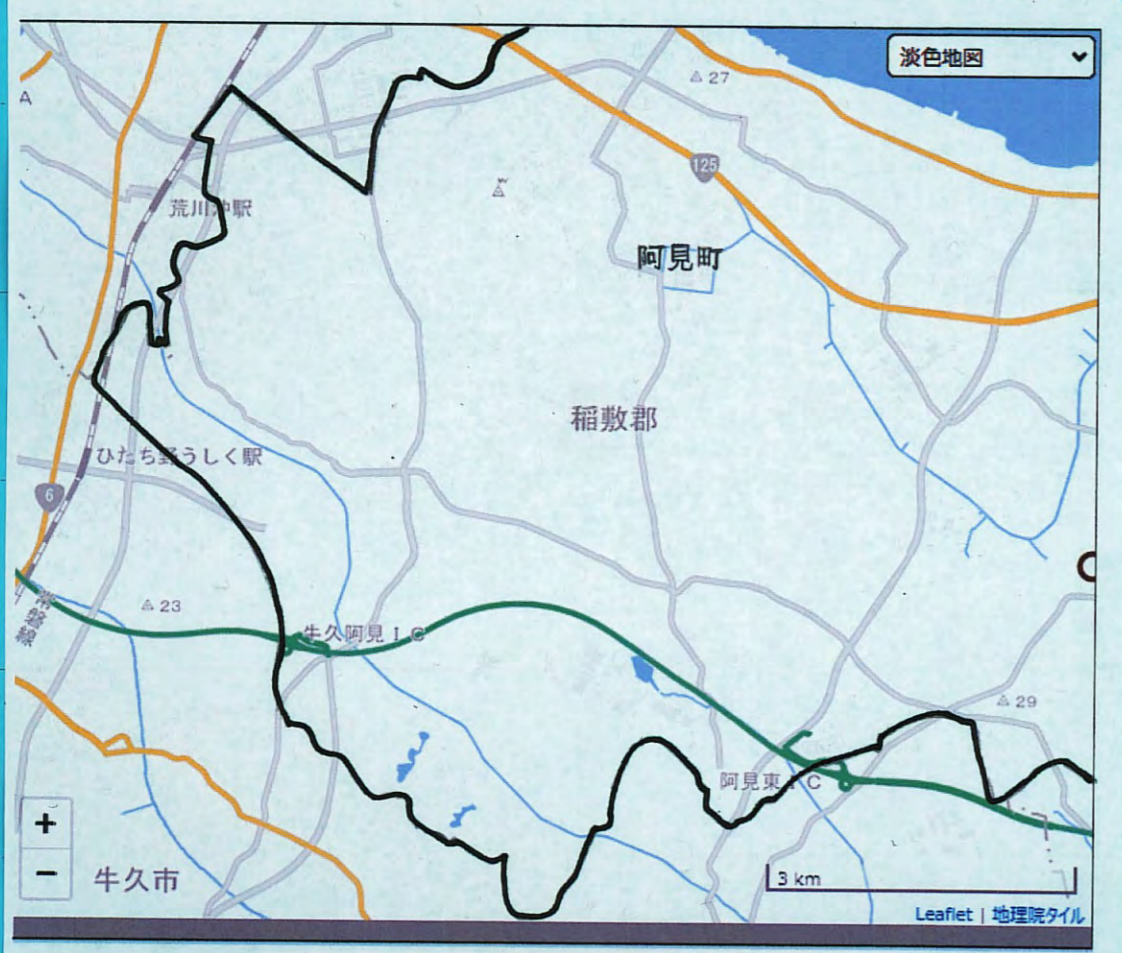 淡色地図
27
A
125
荒川沖駅
阿見町
稲敷郡
ひたち野うしく駅
6
23
常磐線
牛久阿見IC
29
阿見東IC
+
−
牛久市
3 km
Leaflet | 地理院タイル